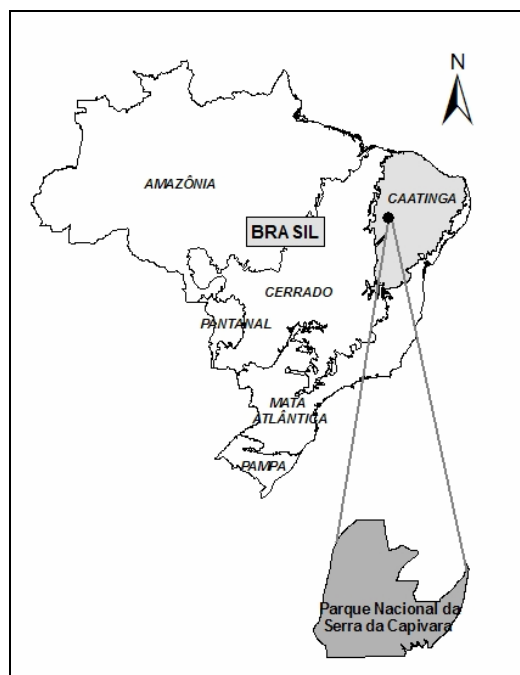 N
AMAZÔNIA
CAATINGA
BRASIL
CERRADO
PANTANAL
MATA
ATLÂNTICA
PAMPA
Parque Nacional da
Serra da Capivara